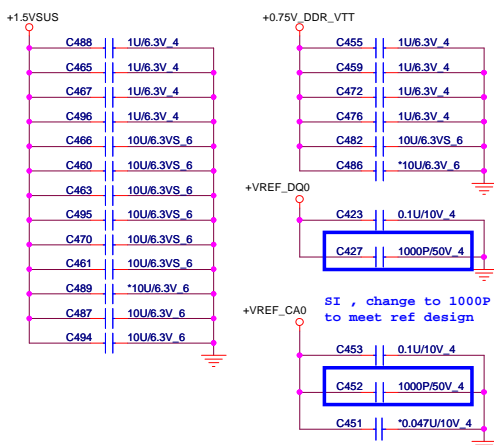 +1.5VSUS
C488 1U/6.3V_4
C465 1U/6.3V_4
C467 1U/6.3V_4
C496 1U/6.3V_4
C466 10U/6.3VS_6
C460 10U/6.3VS_6
C463 10U/6.3VS_6
C495 10U/6.3VS_6
C470 10U/6.3VS_6
C461 10U/6.3VS_6
C489 *10U/6.3V_6
C487 10U/6.3V_6
C494 10U/6.3V_6
+0.75V_DDR_VTT
C455 1U/6.3V_4
C459 1U/6.3V_4
C472 1U/6.3V_4
C476 1U/6.3V_4
C482 10U/6.3VS_6
C486 *10U/6.3V_6
+VREF_DQ0
C423 0.1U/10V_4
C427 1000P/50V_4
SI , change to 1000P
to meet ref design
+VREF_CA0
C453 0.1U/10V_4
C452 1000P/50V_4
C451 *0.047U/10V_4